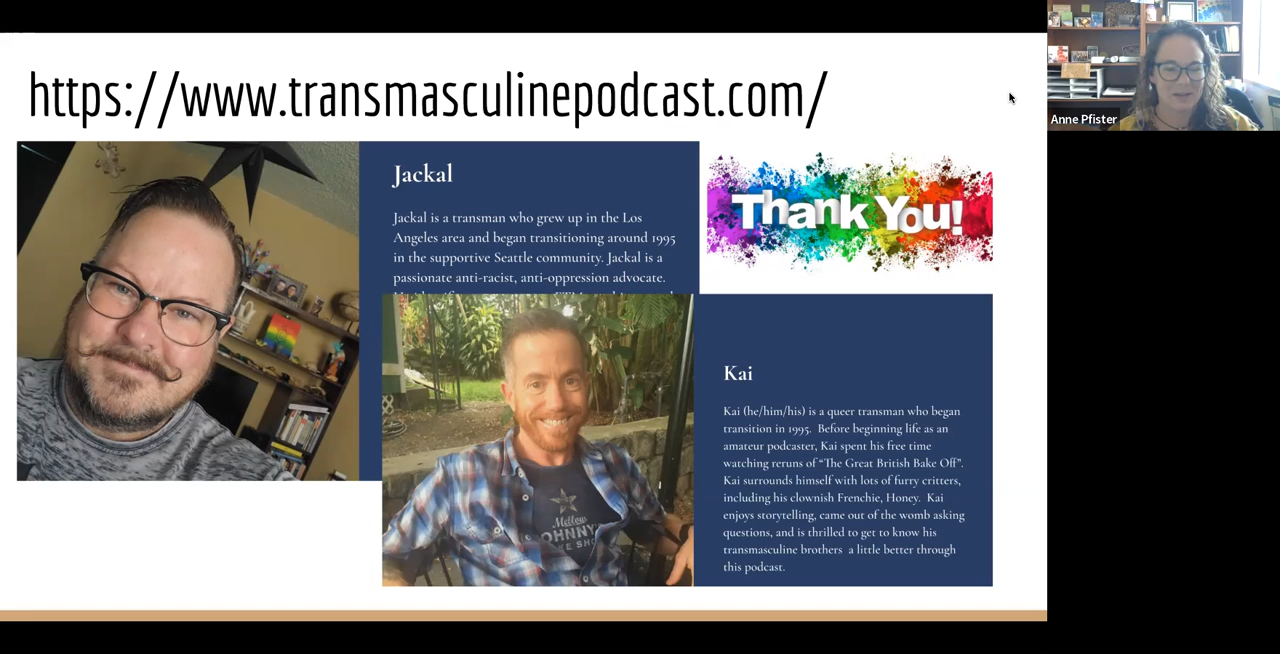 https://www.transmasculinepodcast.com/
Anne Pfister
Jackal
Jackal is a transman who grew up in the Los
Angeles area and began transitioning around 1995
in the supportive Seattle community. Jackal is a
passionate anti-racist, anti-oppression advocate.
Thank You!
Mellow
JOHNNY'S
KE SHO
Kai
Kai (he/him/his) is a queer transman who began
transition in 1995. Before beginning life as an
amateur podcaster, Kai spent his free time
watching reruns of “The Great British Bake Off”.
Kai surrounds himself with lots of furry critters,
including his clownish Frenchie, Honey. Kai
enjoys storytelling, came out of the womb asking
questions, and is thrilled to get to know his
transmasculine brothers a little better through
this podcast.